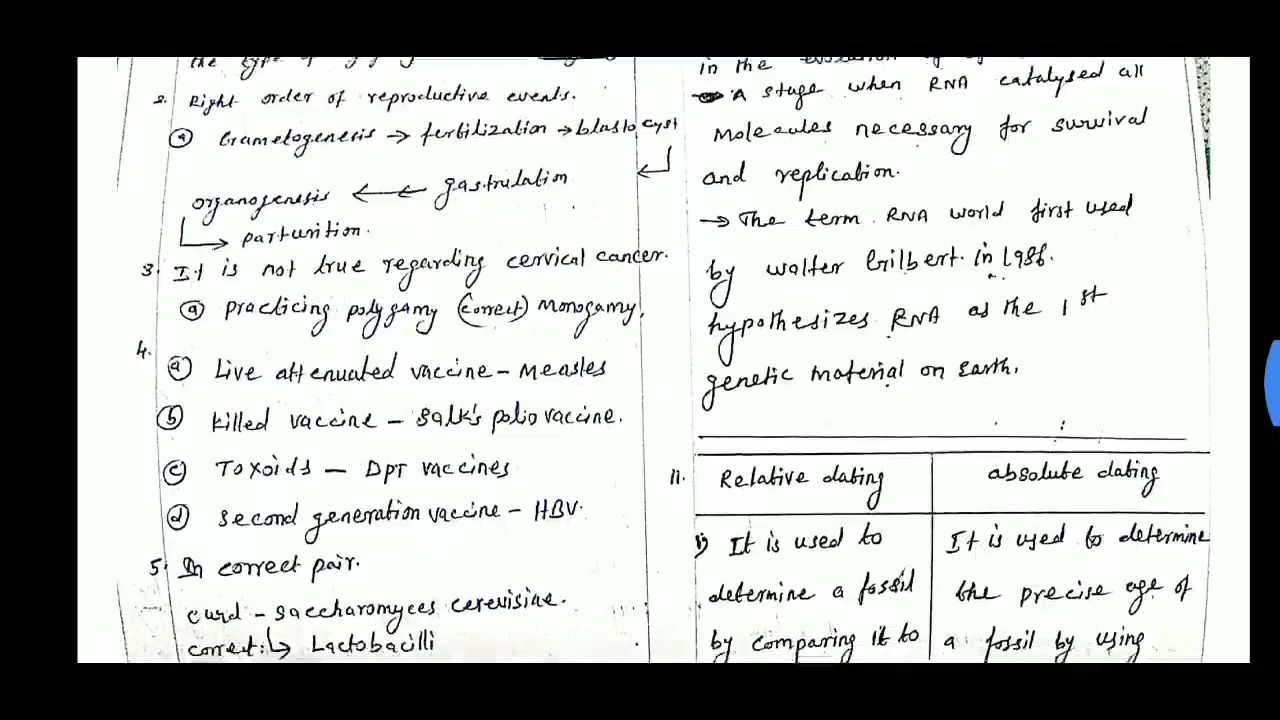 the type of
2. Right order of reproductive events.
a Grametogenesis → fertilization → blastocyst
organogenesis ← ← gastrulation
→ parturition.
3. It is not true regarding cervical cancer.
a practicing polygamy (correct) Monogamy.
4.
a Live attenuated vaccine - Measles
b killed vaccine - Salk's polio vaccine.
c Toxoids - DPT vaccines
d second generation vaccine - HBV.
5. In correct pair.
curd - saccharomyces cerevisiae.
correct: ↳ Lactobacilli
in the
A stage when RNA catalysed all
molecules necessary for survival
and replication.
→ The term RNA world first used
by walter Gilbert. in 1986.
hypothesizes RNA as the 1st
genetic material on Earth.
11. Relative dating absolute dating
i) It is used to It is used to determine
determine a fossil the precise age of
by comparing it to a fossil by using